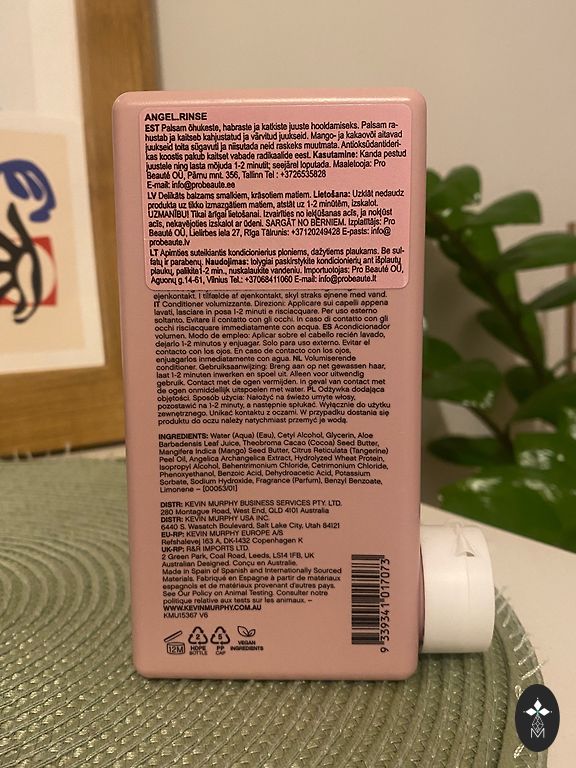 ANGEL.RINSE
EST Palsam õhukeste, habraste ja katkiste juuste hooldamiseks. Palsam ra-
hustab ja kaitseb kahjustatud ja värvitud juukseid. Mango- ja kakaovõi aitavad
juukseid toita sügavuti ja niisutada neid raskeks muutmata. Antioksüdantideri-
kas koostis pakub kaitset vabade radikaalide eest. Kasutamine: Kanda pestud
juustele ning lasta mõjuda 1-2 minutit; seejärel loputada. Maaletooja: Pro
Beauté OÜ, Pärnu mnt. 356, Tallinn Tel : +3726535828
E-mail: info@probeaute.ee
LV Delikāts balzams smalkiem, krāsotiem matiem. Lietošana: Uzklāt nedaudz
produkta uz tikko izmazgātiem matiem, atstāt uz 1-2 minūtēm, izskalot.
UZMANĪBU! Tikai ārīgai lietošanai. Izvairīties no iekļūšanas acīs, ja nokļūst
acīs, nekavējoties izskalot ar ūdeni. SARGĀT NO BĒRNIEM. Izplatītājs: Pro
Beauté OÜ, Lielirbes iela 27, Rīga Tālrunis: +37120249428 E-pasts: info@
probeaute.lv
LT Apimties suteikiantis kondicionierius ploniems, dažytiems plaukams. Be sul-
fatų ir parabenų. Naudojimas: tolygiai paskirstykite kondicionierių ant išplautų
plaukų, palikite1-2 min., nuskalaukite vandeniu. Importuotojas: Pro Beauté OÜ,
Aguonų g.14-61, Vilnius Tel.: +37068411060 E-mail: info@probeaute.lt
øjenkontakt, I tilfælde af øjenkontakt, skyl straks øjnene med vand.
IT Conditioner volumizzante. Direzioni: Applicare sui capelli appena
lavati, lasciare in posa 1-2 minuti e risciacquare. Per uso esterno
soltanto. Evitare il contatto con gli occhi. In caso di contatto con gli
occhi risciacquare immediatamente con acqua. ES Acondicionador
volumen. Modo de empleo: Aplicar sobre el cabello recién lavado,
dejarlo 1-2 minutos y enjuagar. Solo para uso externo. Evitar el
contacto con los ojos. En caso de contacto con los ojos,
enjuagarlos inmediatamente con agua. NL Volumiserende
conditioner. Gebruiksaanwijzing: Breng aan op net gewassen haar,
laat 1-2 minuten inwerken en spoel uit. Alleen voor uitwendig
gebruik. Contact met de ogen vermijden. In geval van contact met
de ogen onmiddellijk uitspoelen met water. PL Odżywka dodająca
objętości. Sposób użycia: Nałożyć na świeżo umyte włosy,
pozostawić na 1-2 minuty, a następnie spłukać. Wyłącznie do użytku
zewnętrznego. Unikać kontaktu z oczami. W przypadku dostania się
produktu do oczu należy natychmiast przemyć je wodą.
INGREDIENTS: Water (Aqua) (Eau), Cetyl Alcohol, Glycerin, Aloe
Barbadensis Leaf Juice, Theobroma Cacao (Cocoa) Seed Butter,
Mangifera Indica (Mango) Seed Butter, Citrus Reticulata (Tangerine)
Peel Oil, Angelica Archangelica Extract, Hydrolyzed Wheat Protein,
Isopropyl Alcohol, Behentrimonium Chloride, Cetrimonium Chloride,
Phenoxyethanol, Benzoic Acid, Dehydroacetic Acid, Potassium
Sorbate, Sodium Hydroxide, Fragrance (Parfum), Benzyl Benzoate,
Limonene – [00053/01]
DISTR: KEVIN MURPHY BUSINESS SERVICES PTY. LTD.
280 Montague Road, West End, QLD 4101 Australia
DISTR: KEVIN MURPHY USA INC.
6440 S. Wasatch Boulevard, Salt Lake City, Utah 84121
EU-RP: KEVIN MURPHY EUROPE A/S
Refshalevej 163 A, DK-1432 Copenhagen K
UK-RP: R&R IMPORTS LTD.
2 Green Park, Coal Road, Leeds, LS14 1FB, UK
Australian Designed. Conçu en Australie.
Made in Spain of Spanish and Internationally Sourced
Materials. Fabriqué en Espagne à partir de matériaux
espagnols et de matériaux provenant d'autres pays.
See Our Policy on Animal Testing. Consulter notre
politique relative aux tests sur les animaux. –
WWW.KEVINMURPHY.COM.AU
KMU15367 V6
9 339341 017073
12M
2
HDPE
BOTTLE
5
PP
CAP
VEGAN
INGREDIENTS
M